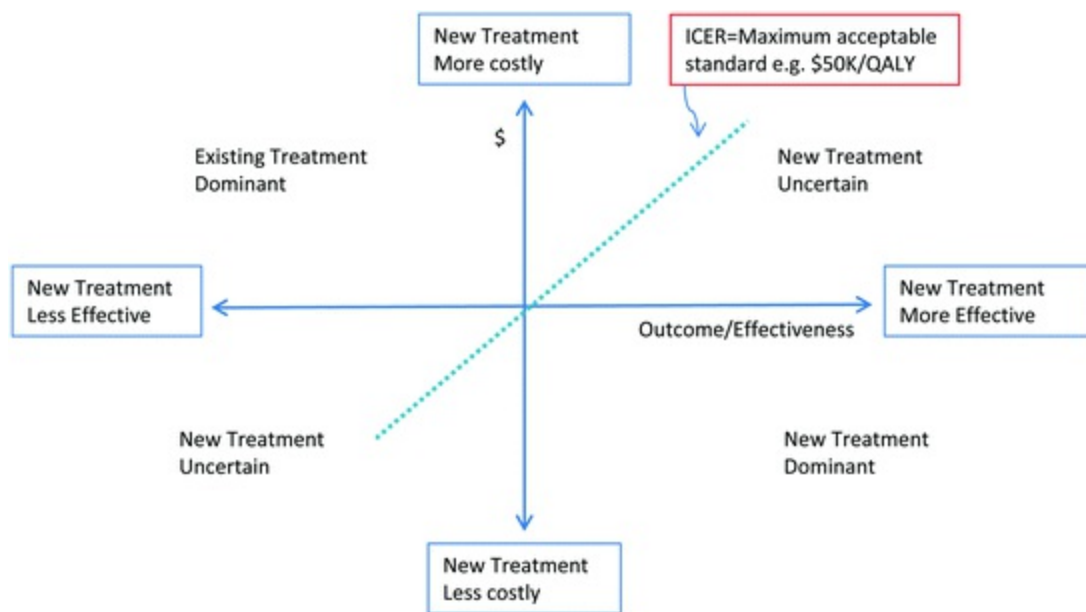 New Treatment
More costly
ICER=Maximum acceptable
standard e.g. $50K/QALY
$
Existing Treatment
Dominant
New Treatment
Uncertain
New Treatment
Less Effective
New Treatment
More Effective
Outcome/Effectiveness
New Treatment
Uncertain
New Treatment
Dominant
New Treatment
Less costly